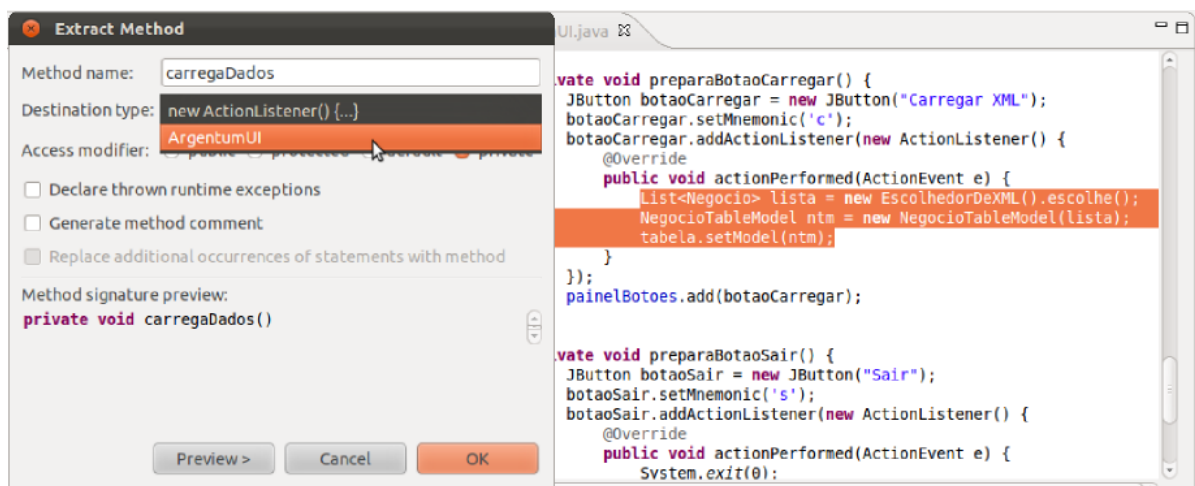 Extract Method
Method name: carregaDados
Destination type: new ActionListener() {...}
ArgentumUI
Access modifier:
Declare thrown runtime exceptions
Generate method comment
Replace additional occurrences of statements with method
Method signature preview:
private void carregaDados()
Preview >
Cancel
OK
UI.java
vate void preparaBotaoCarregar() {
JButton botaoCarregar = new JButton("Carregar XML");
botaoCarregar.setMnemonic('c');
botaoCarregar.addActionListener(new ActionListener() {
@Override
public void actionPerformed(ActionEvent e) {
List<Negocio> lista = new EscolhedorDeXML().escolhe();
NegocioTableModel ntm = new NegocioTableModel(lista);
tabela.setModel(ntm);
}
});
painelBotoes.add(botaoCarregar);
vate void preparaBotaoSair() {
JButton botaoSair = new JButton("Sair");
botaoSair.setMnemonic('s');
botaoSair.addActionListener(new ActionListener() {
@Override
public void actionPerformed(ActionEvent e) {
System.exit(0);